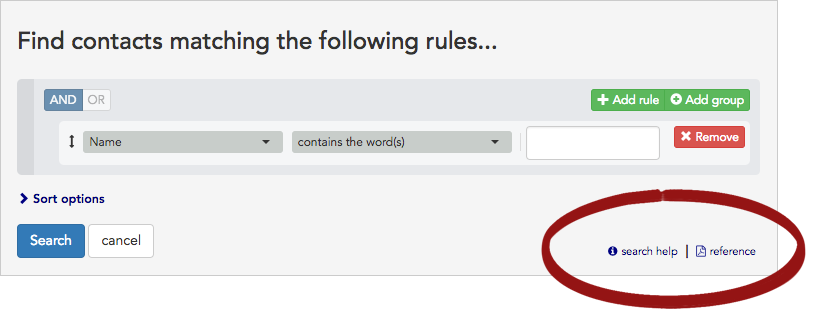 Find contacts matching the following rules...
AND OR Add rule Add group
Name contains the word(s) Remove
Sort options
Search cancel search help | reference